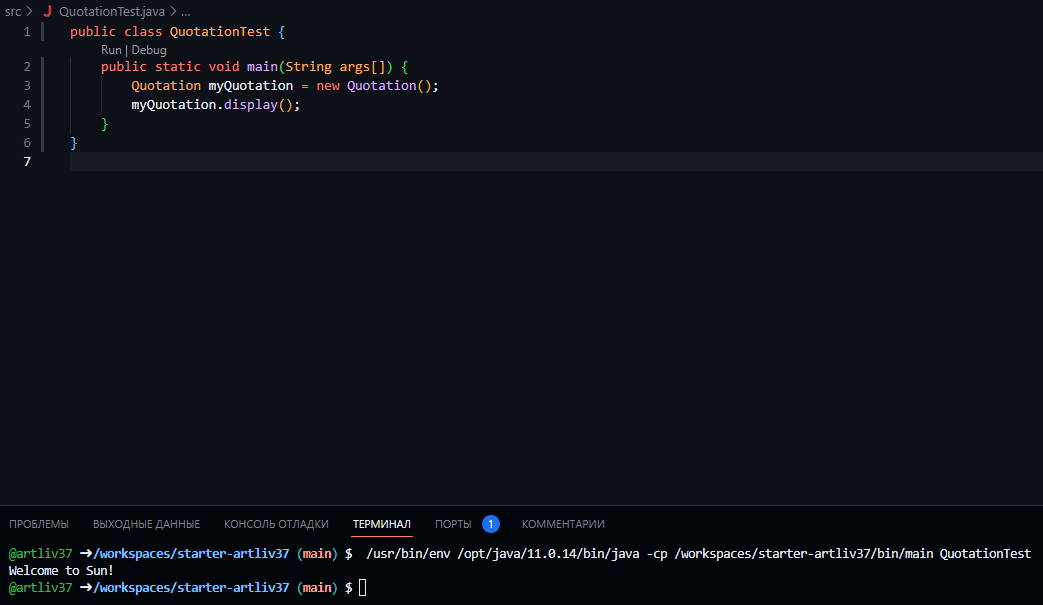 src > J QuotationTest.java > ...
1 public class QuotationTest {
Run | Debug
2 public static void main(String args[]) {
3 Quotation myQuotation = new Quotation();
4 myQuotation.display();
5 }
6 }
7
ПРОБЛЕМЫ ВЫХОДНЫЕ ДАННЫЕ КОНСОЛЬ ОТЛАДКИ ТЕРМИНАЛ ПОРТЫ 1 КОММЕНТАРИИ
@artliv37 ➜/workspaces/starter-artliv37 (main) $ /usr/bin/env /opt/java/11.0.14/bin/java -cp /workspaces/starter-artliv37/bin/main QuotationTest
Welcome to Sun!
@artliv37 ➜/workspaces/starter-artliv37 (main) $